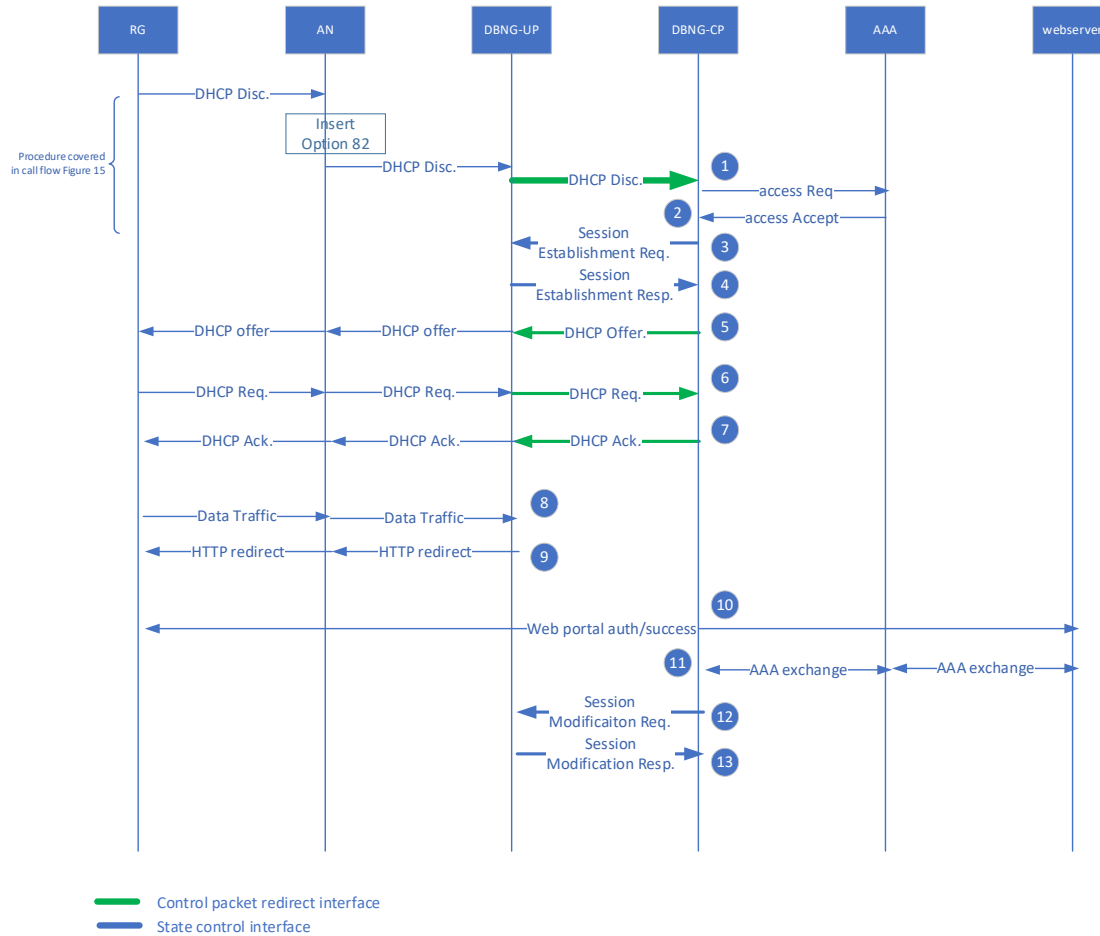 RG
AN
DBNG-UP
DBNG-CP
AAA
webserver
DHCP Disc.
Procedure covered
in call flow Figure 15
Insert
Option 82
DHCP Disc.
DHCP Disc.
1
access Req
2
access Accept
Session
Establishment Req.
3
Session
Establishment Resp.
4
DHCP offer
DHCP offer
DHCP Offer.
5
DHCP Req.
DHCP Req.
DHCP Req.
6
DHCP Ack.
DHCP Ack.
DHCP Ack.
7
Data Traffic
Data Traffic
8
HTTP redirect
HTTP redirect
9
10
Web portal auth/success
11
AAA exchange
AAA exchange
Session
Modificaiton Req.
12
Session
Modification Resp.
13
Control packet redirect interface
State control interface